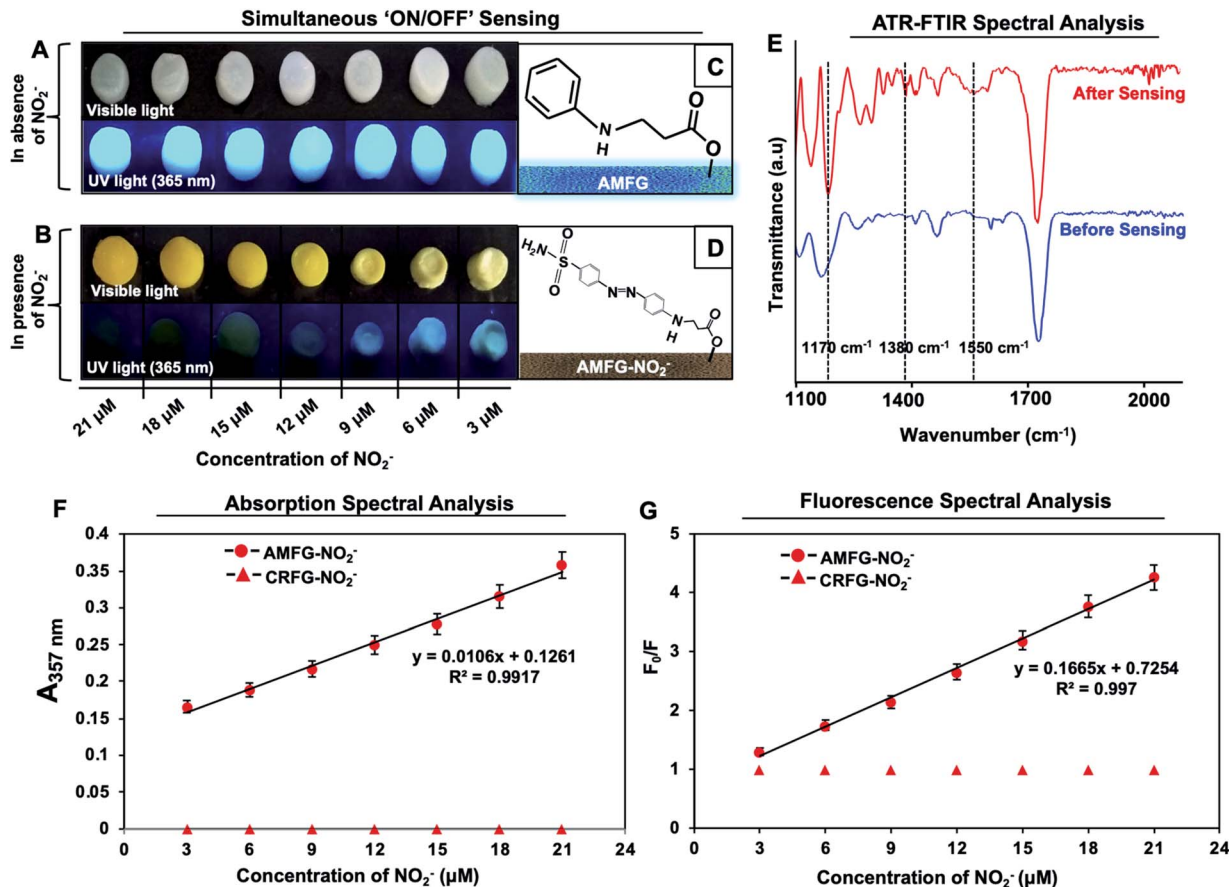 Simultaneous ‘ON/OFF’ Sensing
A
In absence
of NO₂⁻
Visible light
UV light (365 nm)
C
N
H
O
O
AMFG
B
In presence
of NO₂⁻
Visible light
UV light (365 nm)
D
H₂N
O
S
O
N=N
N
H
O
O
AMFG-NO₂⁻
21 µM
18 µM
15 µM
12 µM
9 µM
6 µM
3 µM
Concentration of NO₂⁻
E
ATR-FTIR Spectral Analysis
Transmittance (a.u)
After Sensing
Before Sensing
1170 cm⁻¹
1380 cm⁻¹
1550 cm⁻¹
1100 1400 1700 2000
Wavenumber (cm⁻¹)
F
Absorption Spectral Analysis
A357 nm
0.4
0.35
0.3
0.25
0.2
0.15
0.1
0.05
0
AMFG-NO₂⁻
CRFG-NO₂⁻
y = 0.0106x + 0.1261
R² = 0.9917
0 3 6 9 12 15 18 21 24
Concentration of NO₂⁻ (µM)
G
Fluorescence Spectral Analysis
F₀/F
5
4
3
2
1
0
AMFG-NO₂⁻
CRFG-NO₂⁻
y = 0.1665x + 0.7254
R² = 0.997
0 3 6 9 12 15 18 21 24
Concentration of NO₂⁻ (µM)